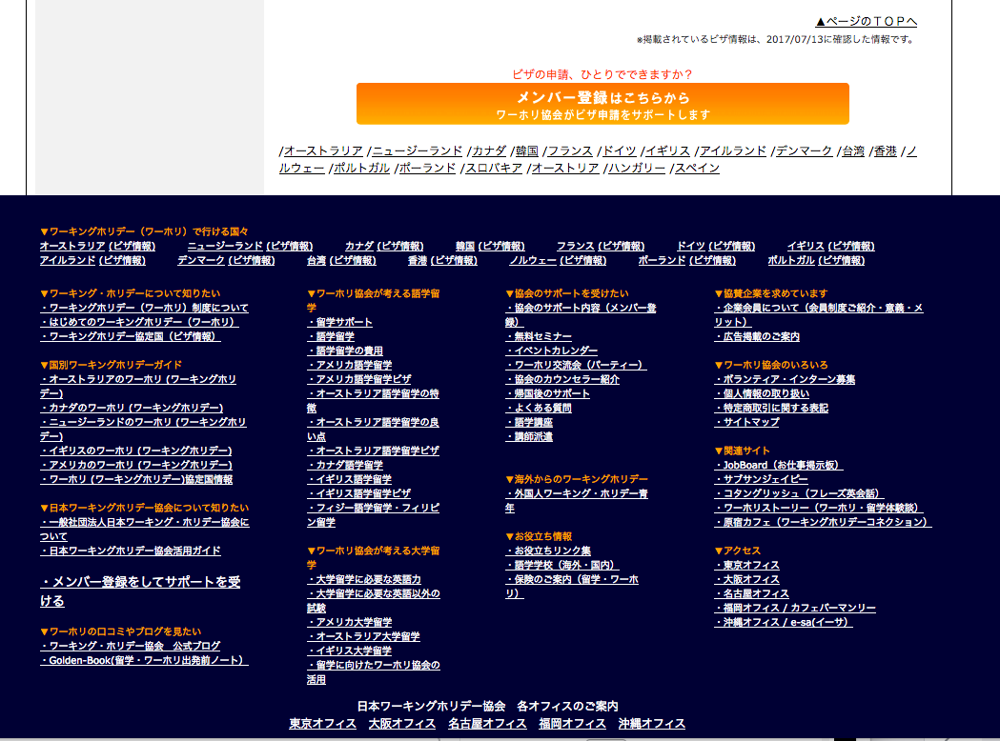 ▲ページのＴＯＰへ
※掲載されているビザ情報は、2017/07/13に確認した情報です。
ビザの申請、ひとりでできますか？
メンバー登録はこちらから
ワーホリ協会がビザ申請をサポートします
/オーストラリア /ニュージーランド /カナダ /韓国 /フランス /ドイツ /イギリス /アイルランド /デンマーク /台湾 /香港 /ノ
ルウェー /ポルトガル /ポーランド /スロバキア /オーストリア /ハンガリー /スペイン
▼ワーキングホリデー（ワーホリ）で行ける国々
オーストラリア (ビザ情報) ニュージーランド (ビザ情報) カナダ (ビザ情報) 韓国 (ビザ情報) フランス (ビザ情報) ドイツ (ビザ情報) イギリス (ビザ情報)
アイルランド (ビザ情報) デンマーク (ビザ情報) 台湾 (ビザ情報) 香港 (ビザ情報) ノルウェー (ビザ情報) ポーランド (ビザ情報) ポルトガル (ビザ情報)
▼ワーキング・ホリデーについて知りたい
・ワーキングホリデー（ワーホリ）制度について
・はじめてのワーキングホリデー（ワーホリ）
・ワーキングホリデー協定国（ビザ情報）
▼国別ワーキングホリデーガイド
・オーストラリアのワーホリ (ワーキングホリ
デー)
・カナダのワーホリ (ワーキングホリデー)
・ニュージーランドのワーホリ (ワーキングホリ
デー)
・イギリスのワーホリ (ワーキングホリデー)
・アメリカのワーホリ (ワーキングホリデー)
・ワーホリ (ワーキングホリデー)協定国情報
▼日本ワーキングホリデー協会について知りたい
・一般社団法人日本ワーキング・ホリデー協会に
ついて
・日本ワーキングホリデー協会活用ガイド
・メンバー登録をしてサポートを受
ける
▼ワーホリの口コミやブログを見たい
・ワーキング・ホリデー協会　公式ブログ
・Golden-Book(留学・ワーホリ出発前ノート）
▼ワーホリ協会が考える語学留
学
・留学サポート
・語学留学
・語学留学の費用
・アメリカ語学留学
・アメリカ語学留学ビザ
・オーストラリア語学留学の特
徴
・オーストラリア語学留学の良
い点
・オーストラリア語学留学ビザ
・カナダ語学留学
・イギリス語学留学
・イギリス語学留学ビザ
・フィジー語学留学・フィリピ
ン留学
▼ワーホリ協会が考える大学留
学
・大学留学に必要な英語力
・大学留学に必要な英語以外の
試験
・アメリカ大学留学
・オーストラリア大学留学
・イギリス大学留学
・留学に向けたワーホリ協会の
活用
▼協会のサポートを受けたい
・協会のサポート内容（メンバー登
録）
・無料セミナー
・イベントカレンダー
・ワーホリ交流会（パーティー）
・協会のカウンセラー紹介
・帰国後のサポート
・よくある質問
・語学講座
・講師派遣
▼海外からのワーキングホリデー
・外国人ワーキング・ホリデー青
年
▼お役立ち情報
・お役立ちリンク集
・語学学校（海外・国内）
・保険のご案内（留学・ワーホ
リ）
▼協賛企業を求めています
・企業会員について（会員制度ご紹介・意義・メ
リット）
・広告掲載のご案内
▼ワーホリ協会のいろいろ
・ボランティア・インターン募集
・個人情報の取り扱い
・特定商取引に関する表記
・サイトマップ
▼関連サイト
・JobBoard（お仕事掲示板）
・サブサンジェイピー
・コタングリッシュ（フレーズ英会話）
・ワーホリストーリー（ワーホリ・留学体験談）
・原宿カフェ（ワーキングホリデーコネクション）
▼アクセス
・東京オフィス
・大阪オフィス
・名古屋オフィス
・福岡オフィス / カフェバーマンリー
・沖縄オフィス / e-sa(イーサ）
日本ワーキングホリデー協会　各オフィスのご案内
東京オフィス 大阪オフィス 名古屋オフィス 福岡オフィス 沖縄オフィス